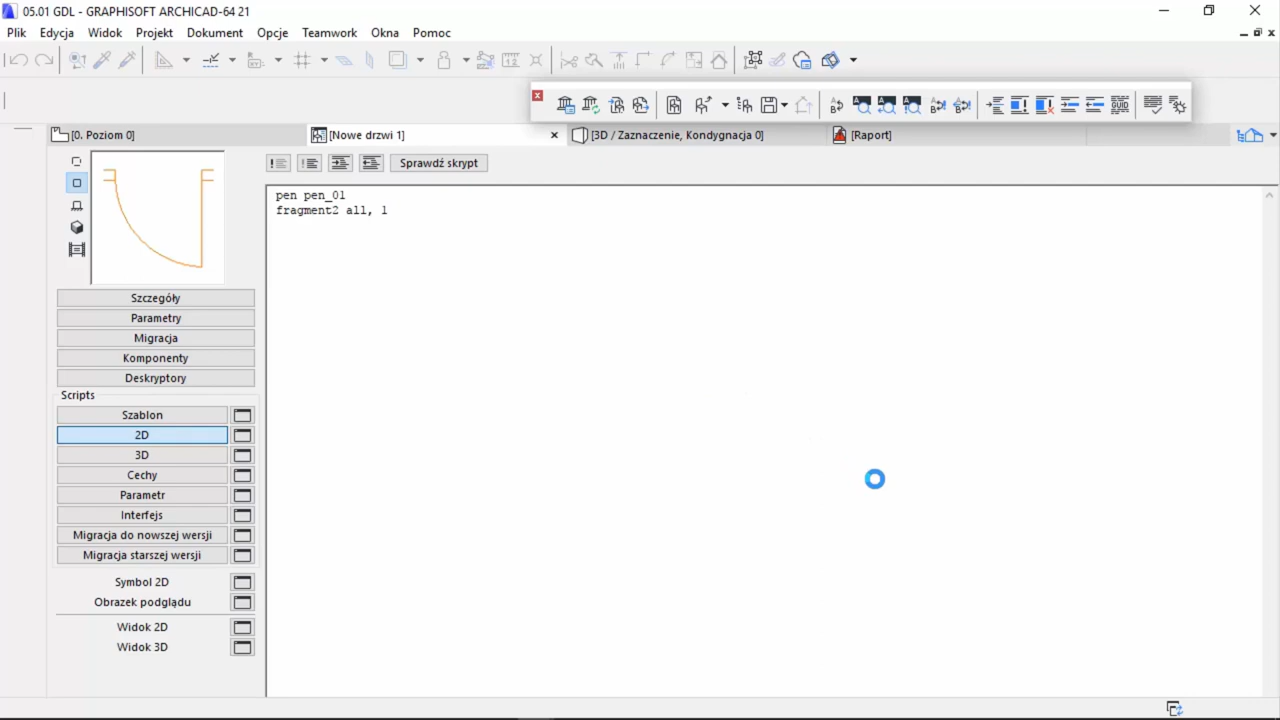 05.01 GDL - GRAPHISOFT ARCHICAD-64 21
Plik Edycja Widok Projekt Dokument Opcje Teamwork Okna Pomoc
[0. Poziom 0] [Nowe drzwi 1] [3D / Zaznaczenie, Kondygnacja 0] [Raport]
Sprawdź skrypt
pen pen_01
fragment2 all, 1
Szczegóły
Parametry
Migracja
Komponenty
Deskryptory
Scripts
Szablon
2D
3D
Cechy
Parametr
Interfejs
Migracja do nowszej wersji
Migracja starszej wersji
Symbol 2D
Obrazek podglądu
Widok 2D
Widok 3D